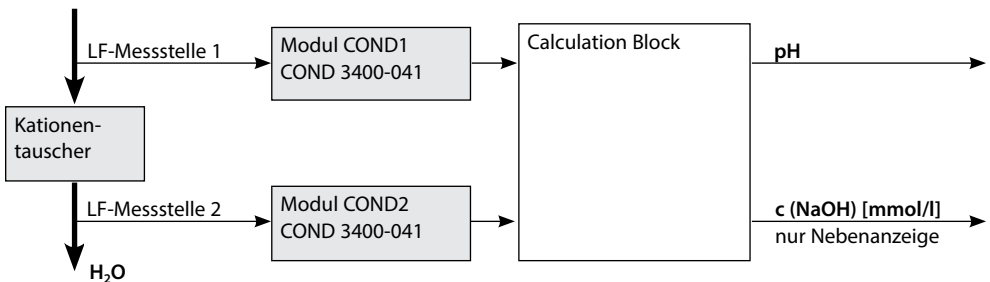 LF-Messstelle 1
Modul COND1
COND 3400-041
Calculation Block
pH
Kationen-
tauscher
LF-Messstelle 2
Modul COND2
COND 3400-041
c (NaOH) [mmol/l]
nur Nebenanzeige
H₂O